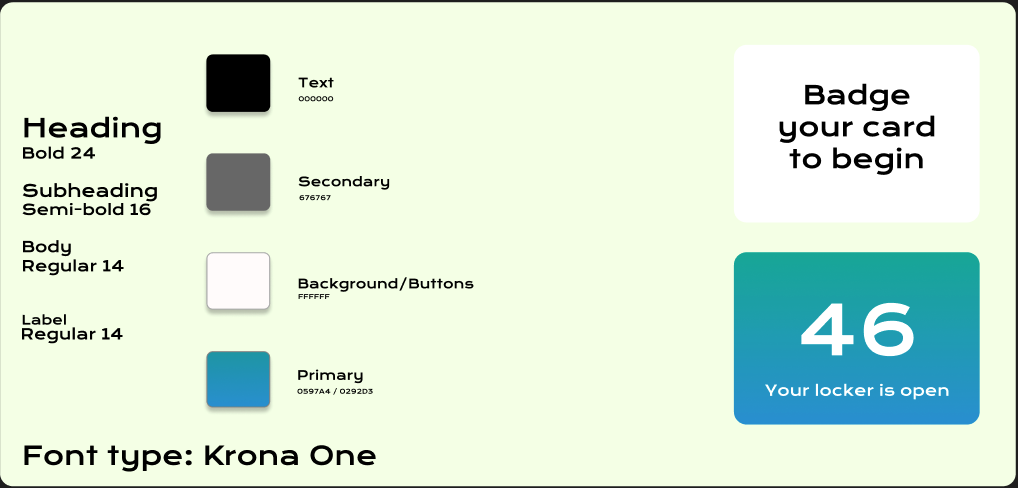 Heading
Bold 24
Subheading
Semi-bold 16
Body
Regular 14
Label
Regular 14
Text
000000
Secondary
676767
Background/Buttons
FFFFFF
Primary
0597A4 / 0292D3
Badge
your card
to begin
46
Your locker is open
Font type: Krona One